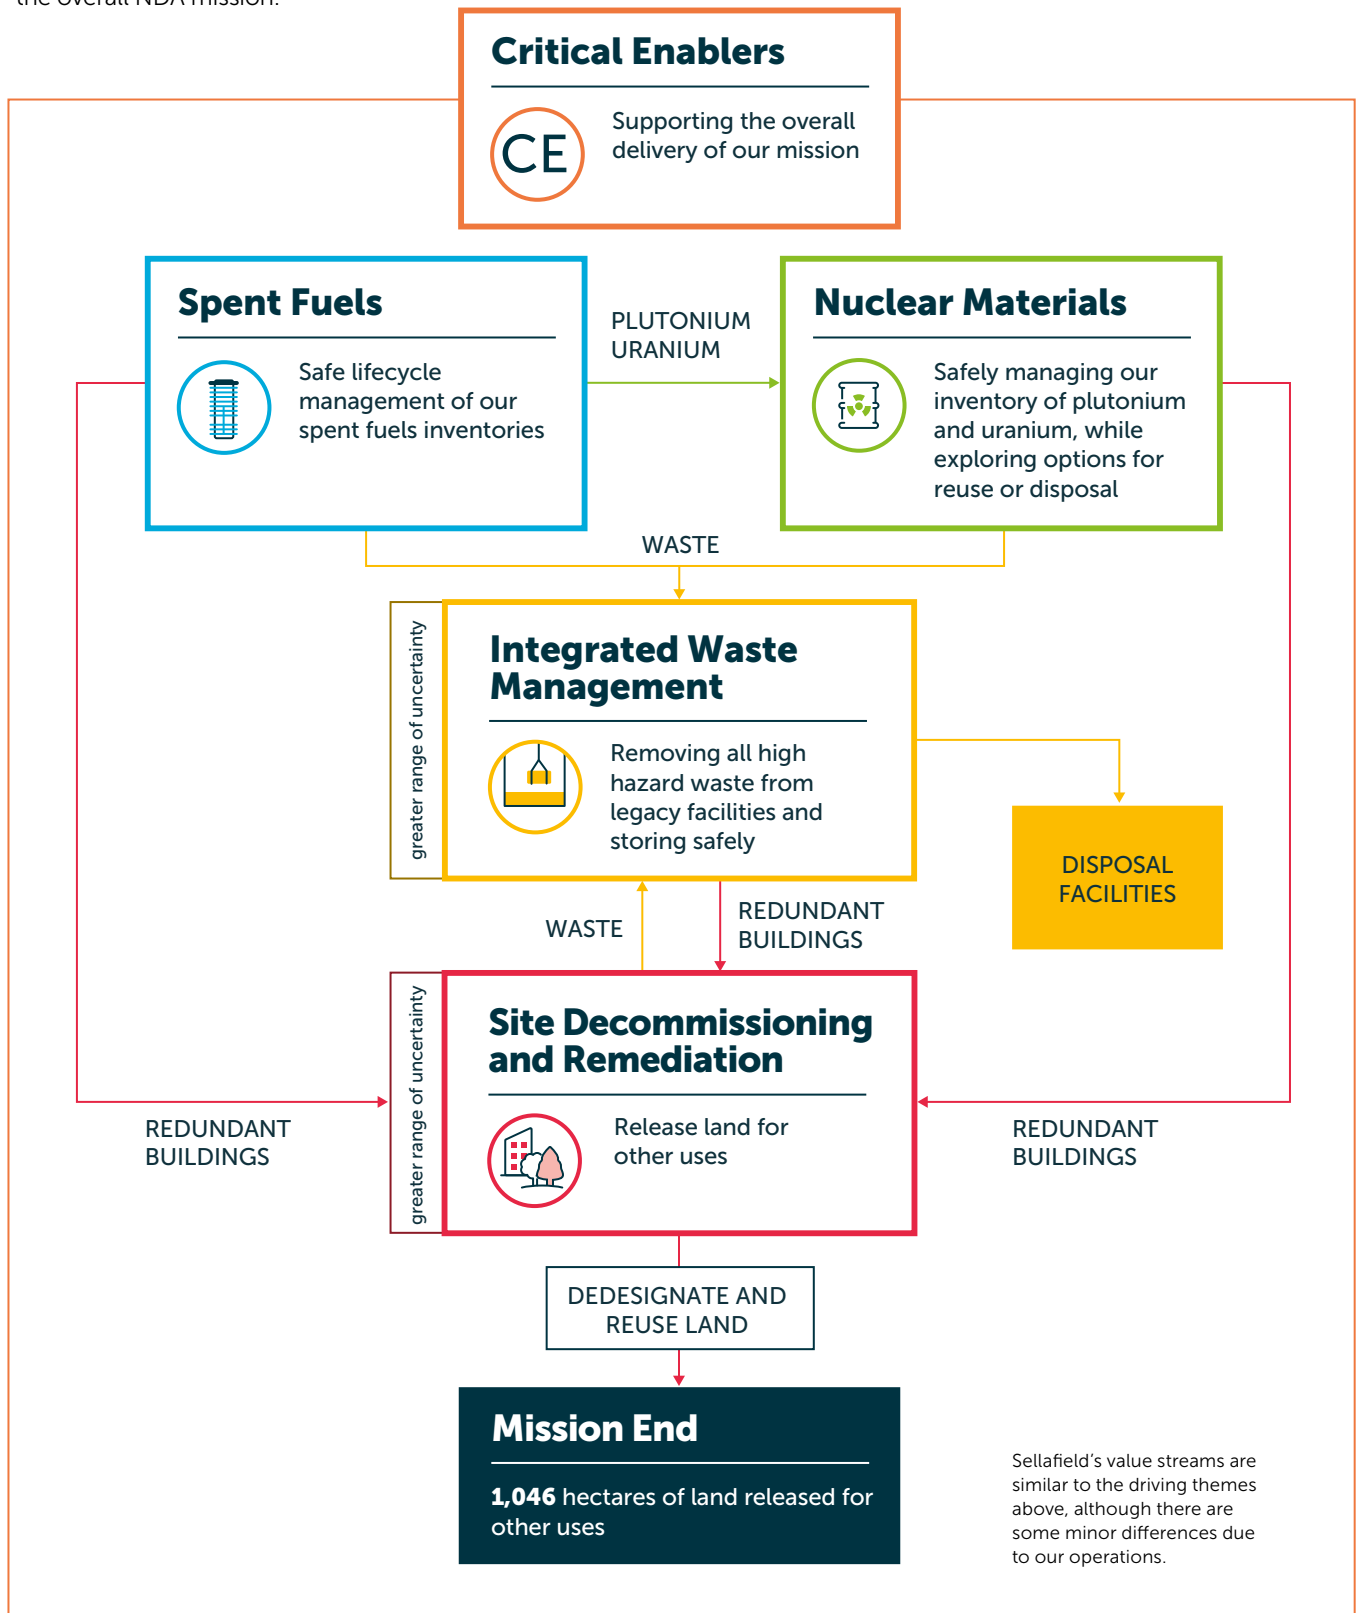 the overall NDA mission.
Critical Enablers
CE
Supporting the overall
delivery of our mission
Spent Fuels
Safe lifecycle
management of our
spent fuels inventories
PLUTONIUM
URANIUM
Nuclear Materials
Safely managing our
inventory of plutonium
and uranium, while
exploring options for
reuse or disposal
WASTE
greater range of uncertainty
Integrated Waste
Management
Removing all high
hazard waste from
legacy facilities and
storing safely
DISPOSAL
FACILITIES
WASTE
REDUNDANT
BUILDINGS
greater range of uncertainty
Site Decommissioning
and Remediation
Release land for
other uses
REDUNDANT
BUILDINGS
REDUNDANT
BUILDINGS
DEDESIGNATE AND
REUSE LAND
Mission End
1,046 hectares of land released for
other uses
Sellafield’s value streams are
similar to the driving themes
above, although there are
some minor differences due
to our operations.